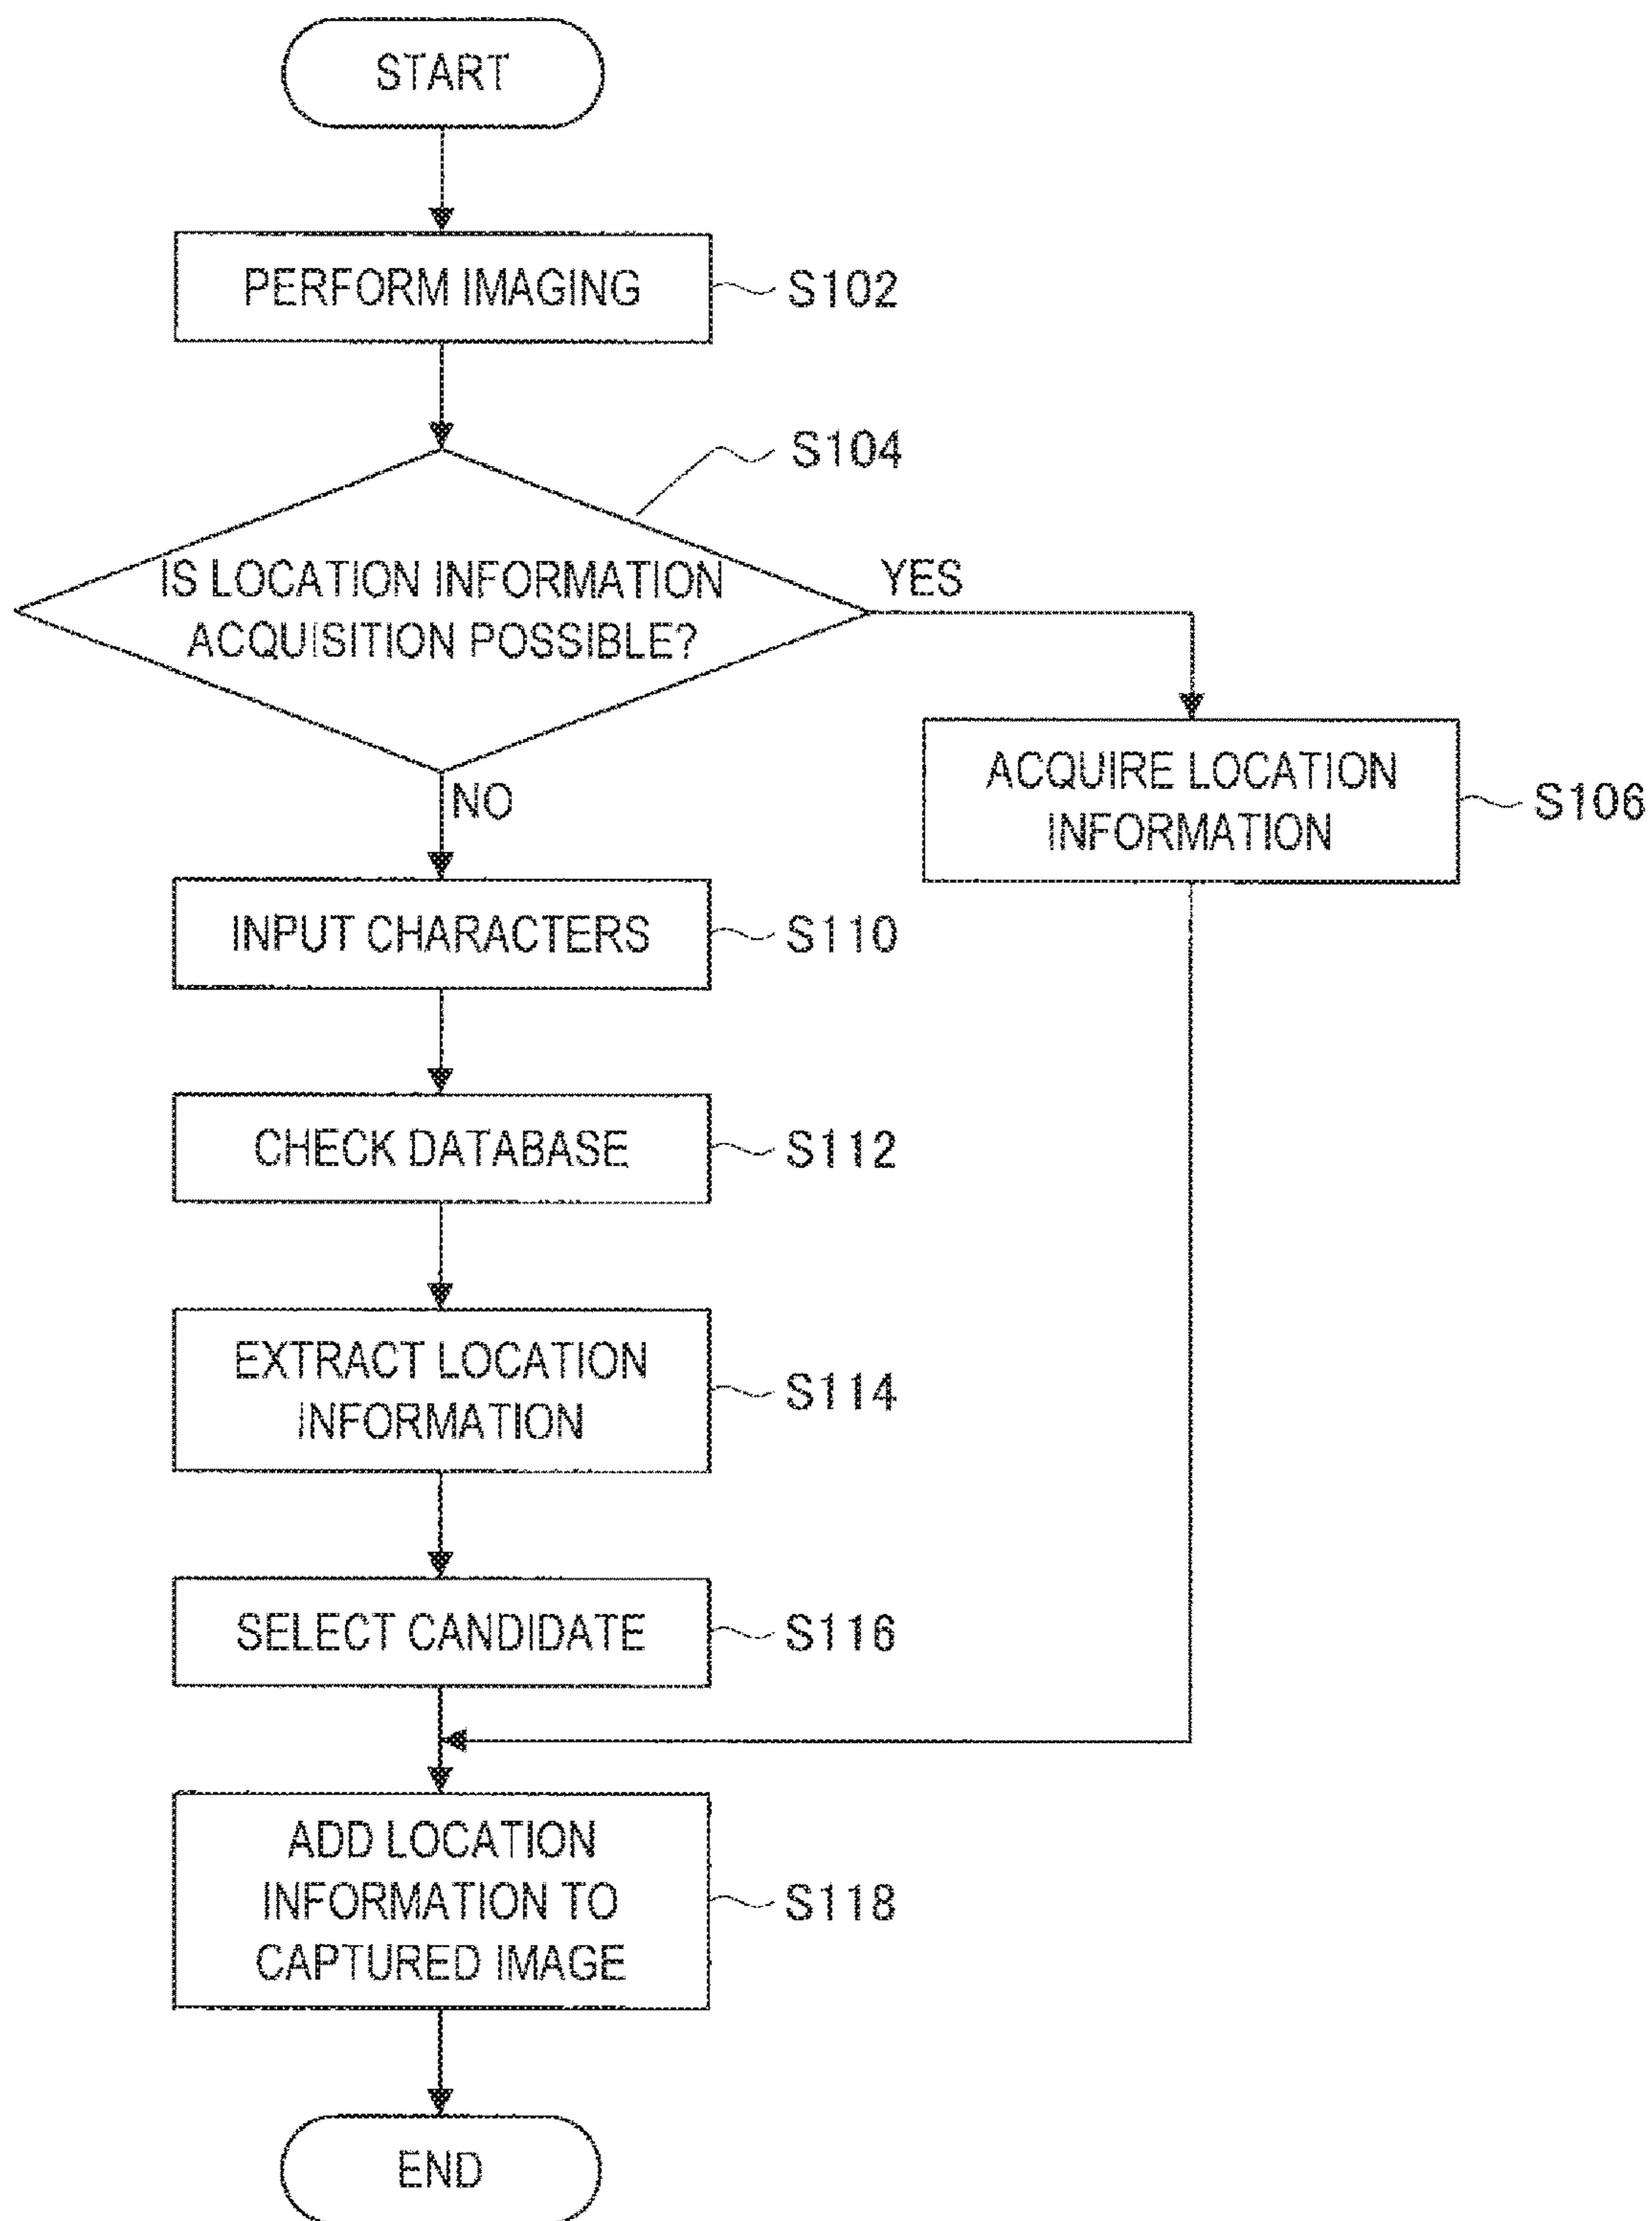 START
PERFORM IMAGING
S102
S104
IS LOCATION INFORMATION
ACQUISITION POSSIBLE?
YES
NO
ACQUIRE LOCATION
INFORMATION
S106
INPUT CHARACTERS
S110
CHECK DATABASE
S112
EXTRACT LOCATION
INFORMATION
S114
SELECT CANDIDATE
S116
ADD LOCATION
INFORMATION TO
CAPTURED IMAGE
S118
END